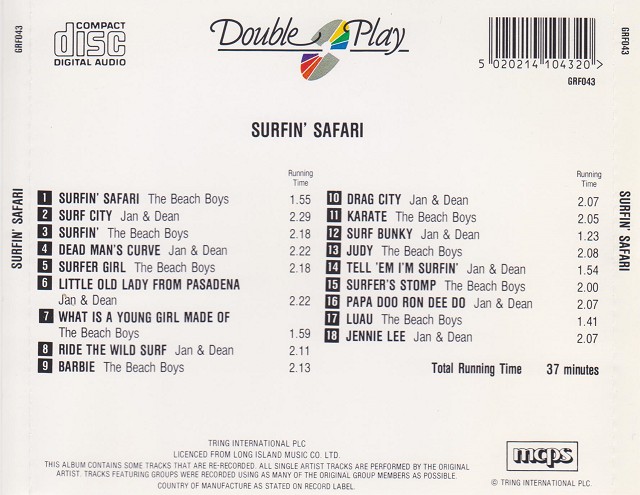 GRF043
COMPACT
disc
DIGITAL AUDIO
Double Play
5 020214 104320>
GRF043
GRF043
SURFIN' SAFARI
SURFIN' SAFARI
SURFIN' SAFARI
Running
Time
1 SURFIN' SAFARI The Beach Boys 1.55
2 SURF CITY Jan & Dean 2.29
3 SURFIN' The Beach Boys 2.18
4 DEAD MAN'S CURVE Jan & Dean 2.22
5 SURFER GIRL The Beach Boys 2.18
6 LITTLE OLD LADY FROM PASADENA
Jan & Dean 2.22
7 WHAT IS A YOUNG GIRL MADE OF
The Beach Boys 1.59
8 RIDE THE WILD SURF Jan & Dean 2.11
9 BARBIE The Beach Boys 2.13
Running
Time
10 DRAG CITY Jan & Dean 2.07
11 KARATE The Beach Boys 2.05
12 SURF BUNKY Jan & Dean 1.23
13 JUDY The Beach Boys 2.08
14 TELL 'EM I'M SURFIN' Jan & Dean 1.54
15 SURFER'S STOMP The Beach Boys 2.00
16 PAPA DOO RON DEE DO Jan & Dean 2.07
17 LUAU The Beach Boys 1.41
18 JENNIE LEE Jan & Dean 2.07
Total Running Time 37 minutes
TRING INTERNATIONAL PLC
LICENCED FROM LONG ISLAND MUSIC CO. LTD.
THIS ALBUM CONTAINS SOME TRACKS THAT ARE RE-RECORDED. ALL SINGLE ARTIST TRACKS ARE PERFORMED BY THE ORIGINAL
ARTIST. TRACKS FEATURING GROUPS WERE RECORDED USING AS MANY OF THE ORIGINAL GROUP MEMBERS AS POSSIBLE.
COUNTRY OF MANUFACTURE AS STATED ON RECORD LABEL.
mcps
© TRING INTERNATIONAL PLC.